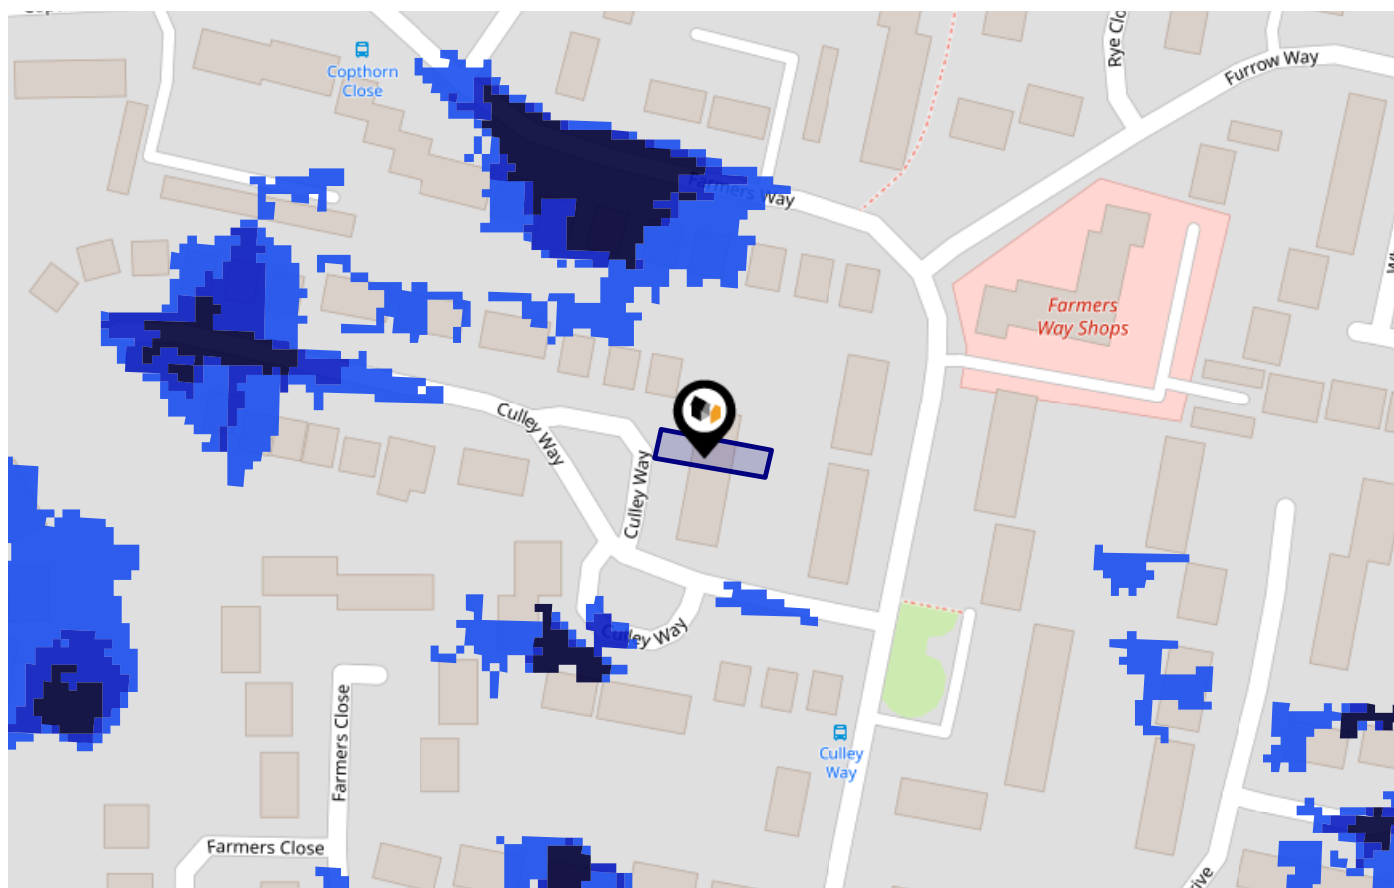 Rye Clo
Furrow Way
Copthorn
Close
Farmers Way
Farmers
Way Shops
Culley Way
Culley Way
Culley Way
Farmers Close
Culley
Way
Farmers Close
rive